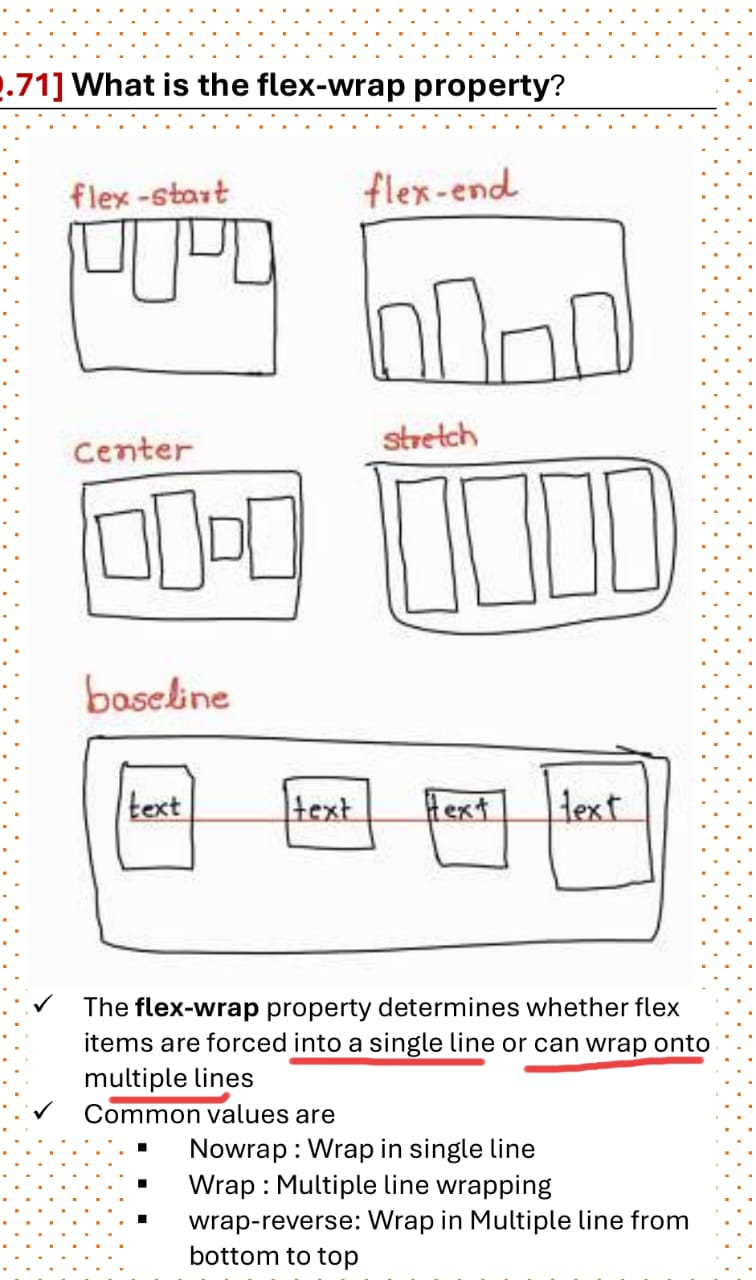 .71] What is the flex-wrap property?
flex-start flex-end
center stretch
baseline
text text text text
✓ The flex-wrap property determines whether flex
items are forced into a single line or can wrap onto
multiple lines
✓ Common values are
▪ Nowrap : Wrap in single line
▪ Wrap : Multiple line wrapping
▪ wrap-reverse: Wrap in Multiple line from
bottom to top